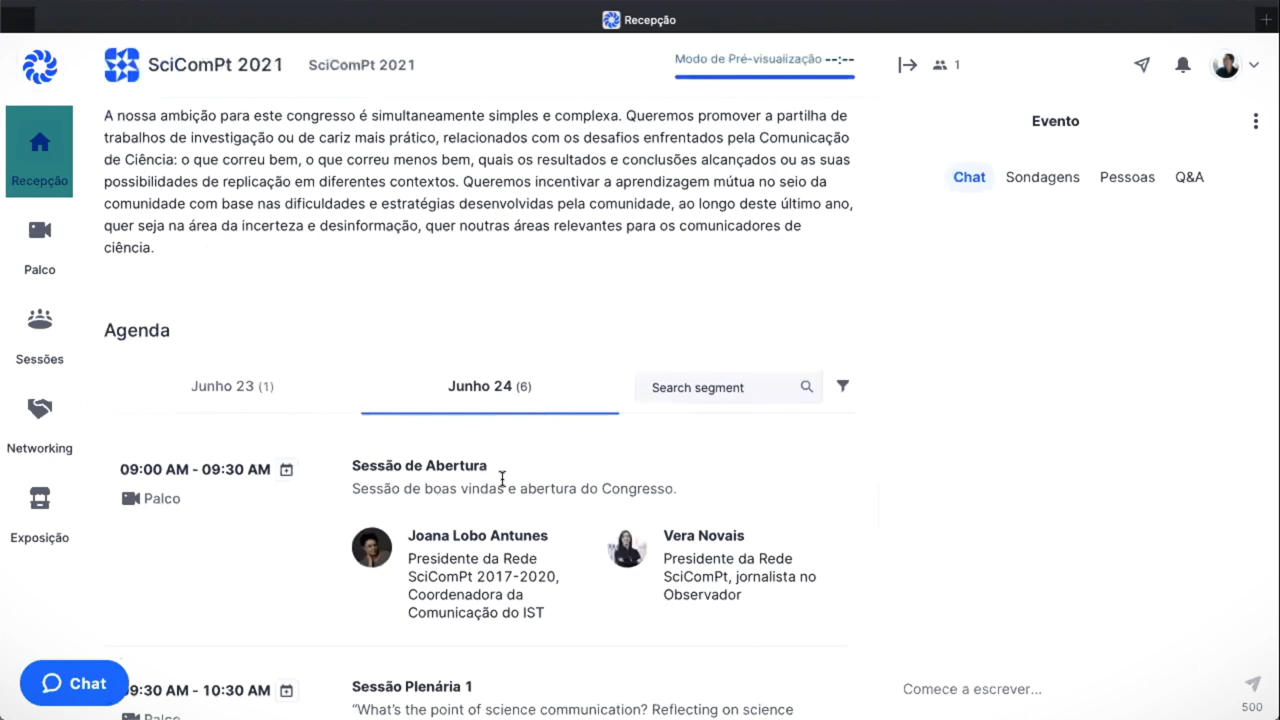 Recepção
SciComPt 2021
SciComPt 2021
Modo de Pré-visualização --:--
1
Recepção
Palco
Sessões
Networking
Exposição
A nossa ambição para este congresso é simultaneamente simples e complexa. Queremos promover a partilha de
trabalhos de investigação ou de cariz mais prático, relacionados com os desafios enfrentados pela Comunicação
de Ciência: o que correu bem, o que correu menos bem, quais os resultados e conclusões alcançados ou as suas
possibilidades de replicação em diferentes contextos. Queremos incentivar a aprendizagem mútua no seio da
comunidade com base nas dificuldades e estratégias desenvolvidas pela comunidade, ao longo deste último ano,
quer seja na área da incerteza e desinformação, quer noutras áreas relevantes para os comunicadores de
ciência.
Agenda
Junho 23 (1)
Junho 24 (6)
Search segment
09:00 AM - 09:30 AM
Palco
Sessão de Abertura
Sessão de boas vindas e abertura do Congresso.
Joana Lobo Antunes
Presidente da Rede
SciComPt 2017-2020,
Coordenadora da
Comunicação do IST
Vera Novais
Presidente da Rede
SciComPt, jornalista no
Observador
9:30 AM - 10:30 AM
Palco
Sessão Plenária 1
“What's the point of science communication? Reflecting on science
Chat
Evento
Chat
Sondagens
Pessoas
Q&A
Comece a escrever...
500